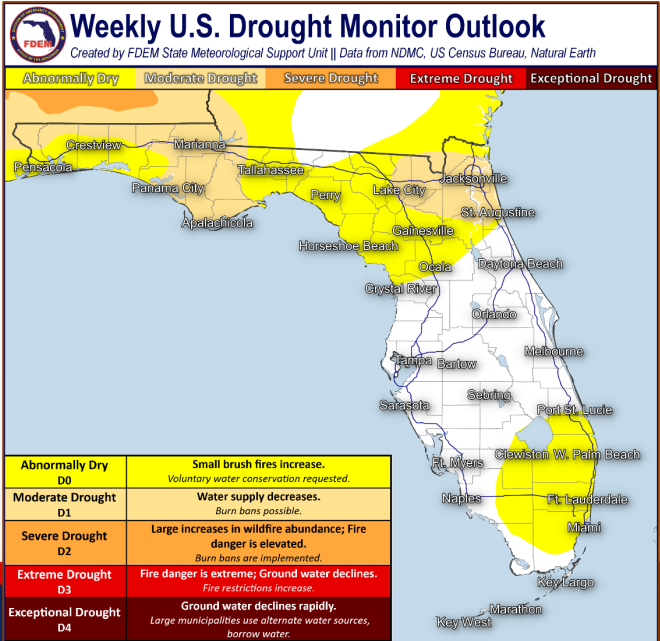 Weekly U.S. Drought Monitor Outlook
Created by FDEM State Meteorological Support Unit || Data from NDMC, US Census Bureau, Natural Earth
FDEM
Abnormally Dry
Moderate Drought
Severe Drought
Extreme Drought
Exceptional Drought
Crestview
Marianna
Pensacola
Tallahassee
Jacksonville
Panama City
Perry
Lake City
Apalachicola
St. Augustine
Gainesville
Horseshoe Beach
Ocala
Daytona Beach
Crystal River
Orlando
Tampa
Bartow
Melbourne
Sebring
Sarasota
Port St. Lucie
Clewiston
W. Palm Beach
Ft. Myers
Naples
Ft. Lauderdale
Miami
Key Largo
Marathon
Key West
Abnormally Dry
D0
Small brush fires increase.
Voluntary water conservation requested.
Moderate Drought
D1
Water supply decreases.
Burn bans possible.
Severe Drought
D2
Large increases in wildfire abundance; Fire
danger is elevated.
Burn bans are implemented.
Extreme Drought
D3
Fire danger is extreme; Ground water declines.
Fire restrictions increase.
Exceptional Drought
D4
Ground water declines rapidly.
Large municipalities use alternate water sources,
borrow water.